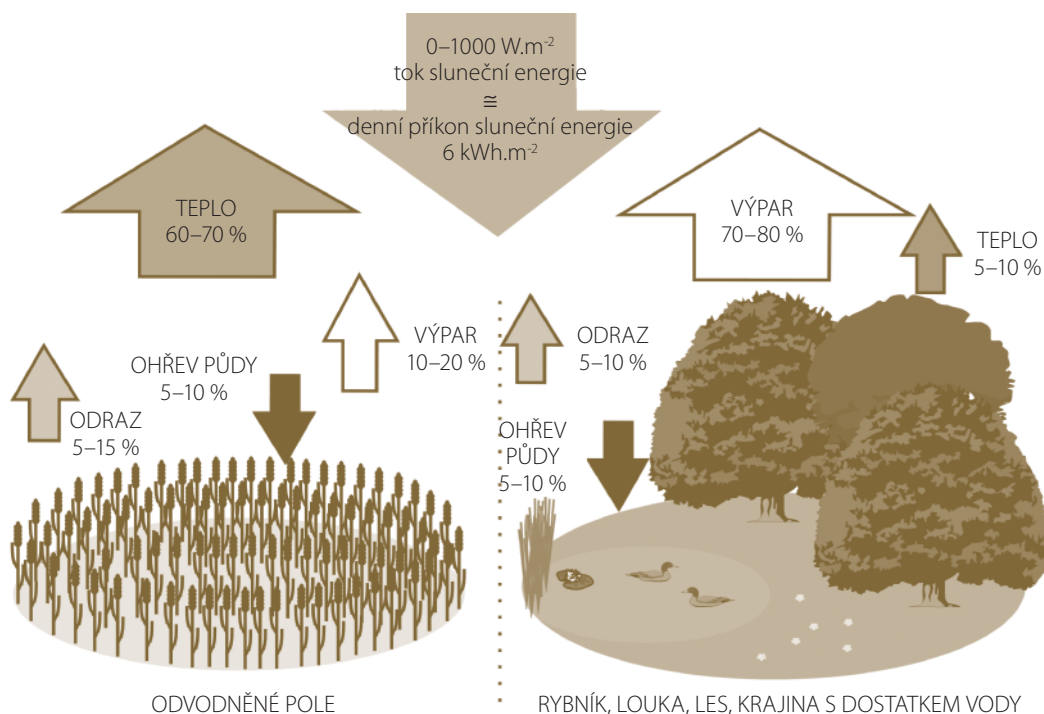 0–1000 W.m-2
tok sluneční energie
≅
denní příkon sluneční energie
6 kWh.m-2
TEPLO
60–70 %
VÝPAR
70–80 %
TEPLO
5–10 %
OHŘEV PŮDY
5–10 %
VÝPAR
10–20 %
ODRAZ
5–10 %
ODRAZ
5–15 %
OHŘEV
PŮDY
5–10 %
ODVODNĚNÉ POLE
RYBNÍK, LOUKA, LES, KRAJINA S DOSTATKEM VODY